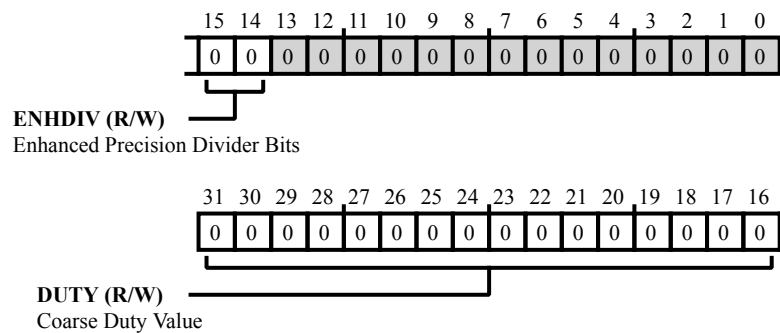 15 14 13 12 11 10 9 8 7 6 5 4 3 2 1 0
0 0 0 0 0 0 0 0 0 0 0 0 0 0 0 0
ENHDIV (R/W)
Enhanced Precision Divider Bits
31 30 29 28 27 26 25 24 23 22 21 20 19 18 17 16
0 0 0 0 0 0 0 0 0 0 0 0 0 0 0 0
DUTY (R/W)
Coarse Duty Value